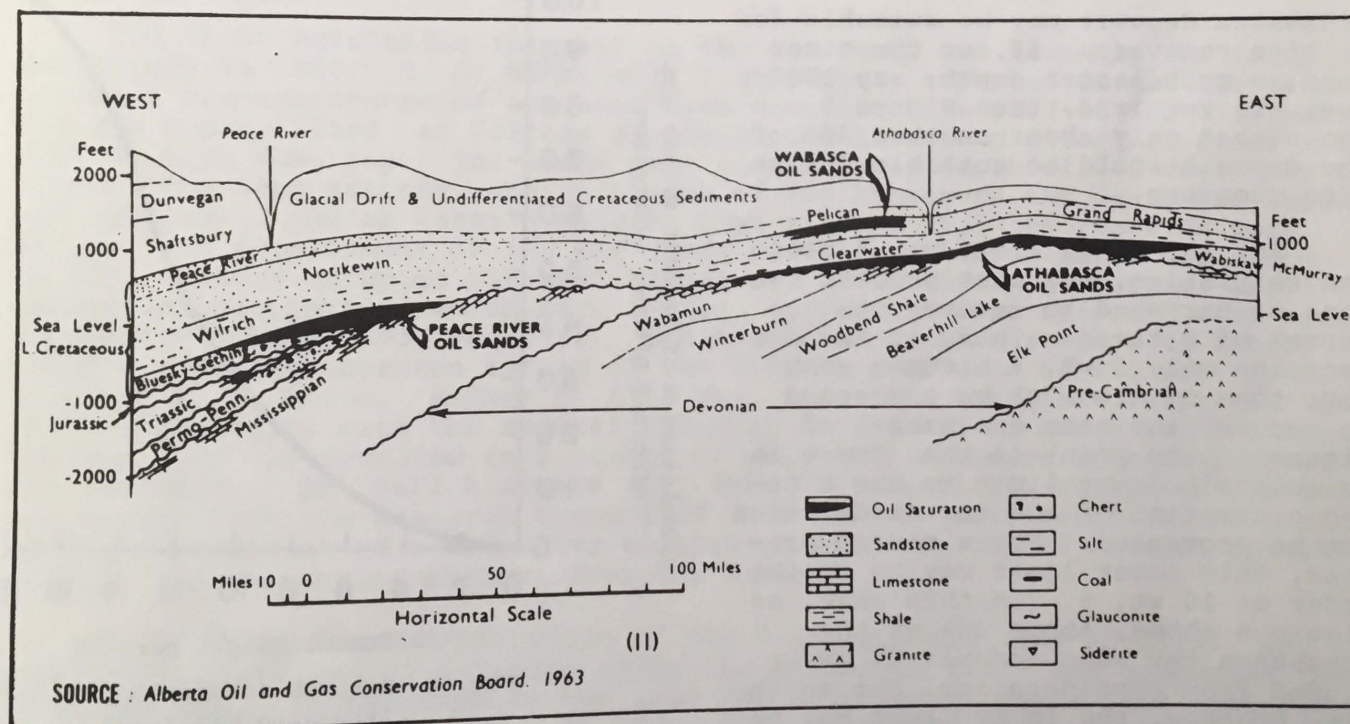 WEST
EAST
Peace River
Athabasca River
Feet
2000
1000
Sea Level
L.Cretaceous
-1000
Jurassic
-2000
WABASCA
OIL SANDS
Dunvegan
Glacial Drift & Undifferentiated Cretaceous Sediments
Shaftsbury
Pelican
Grand Rapids
Feet
1000
Peace River
Notikewin
Clearwater
Wabiskaw
McMurray
ATHABASCA
OIL SANDS
Wilrich
PEACE RIVER
OIL SANDS
Wabamun
Winterburn
Woodbend Shale
Beaverhill Lake
Elk Point
Sea Level
Bluesky-Gething
Triassic
Permo-Penn.
Mississippian
Devonian
Pre-Cambrian
Oil Saturation
Sandstone
Limestone
Shale
Granite
Chert
Silt
Coal
Glauconite
Siderite
Miles 10 0 50 100 Miles
Horizontal Scale
(II)
SOURCE : Alberta Oil and Gas Conservation Board. 1963